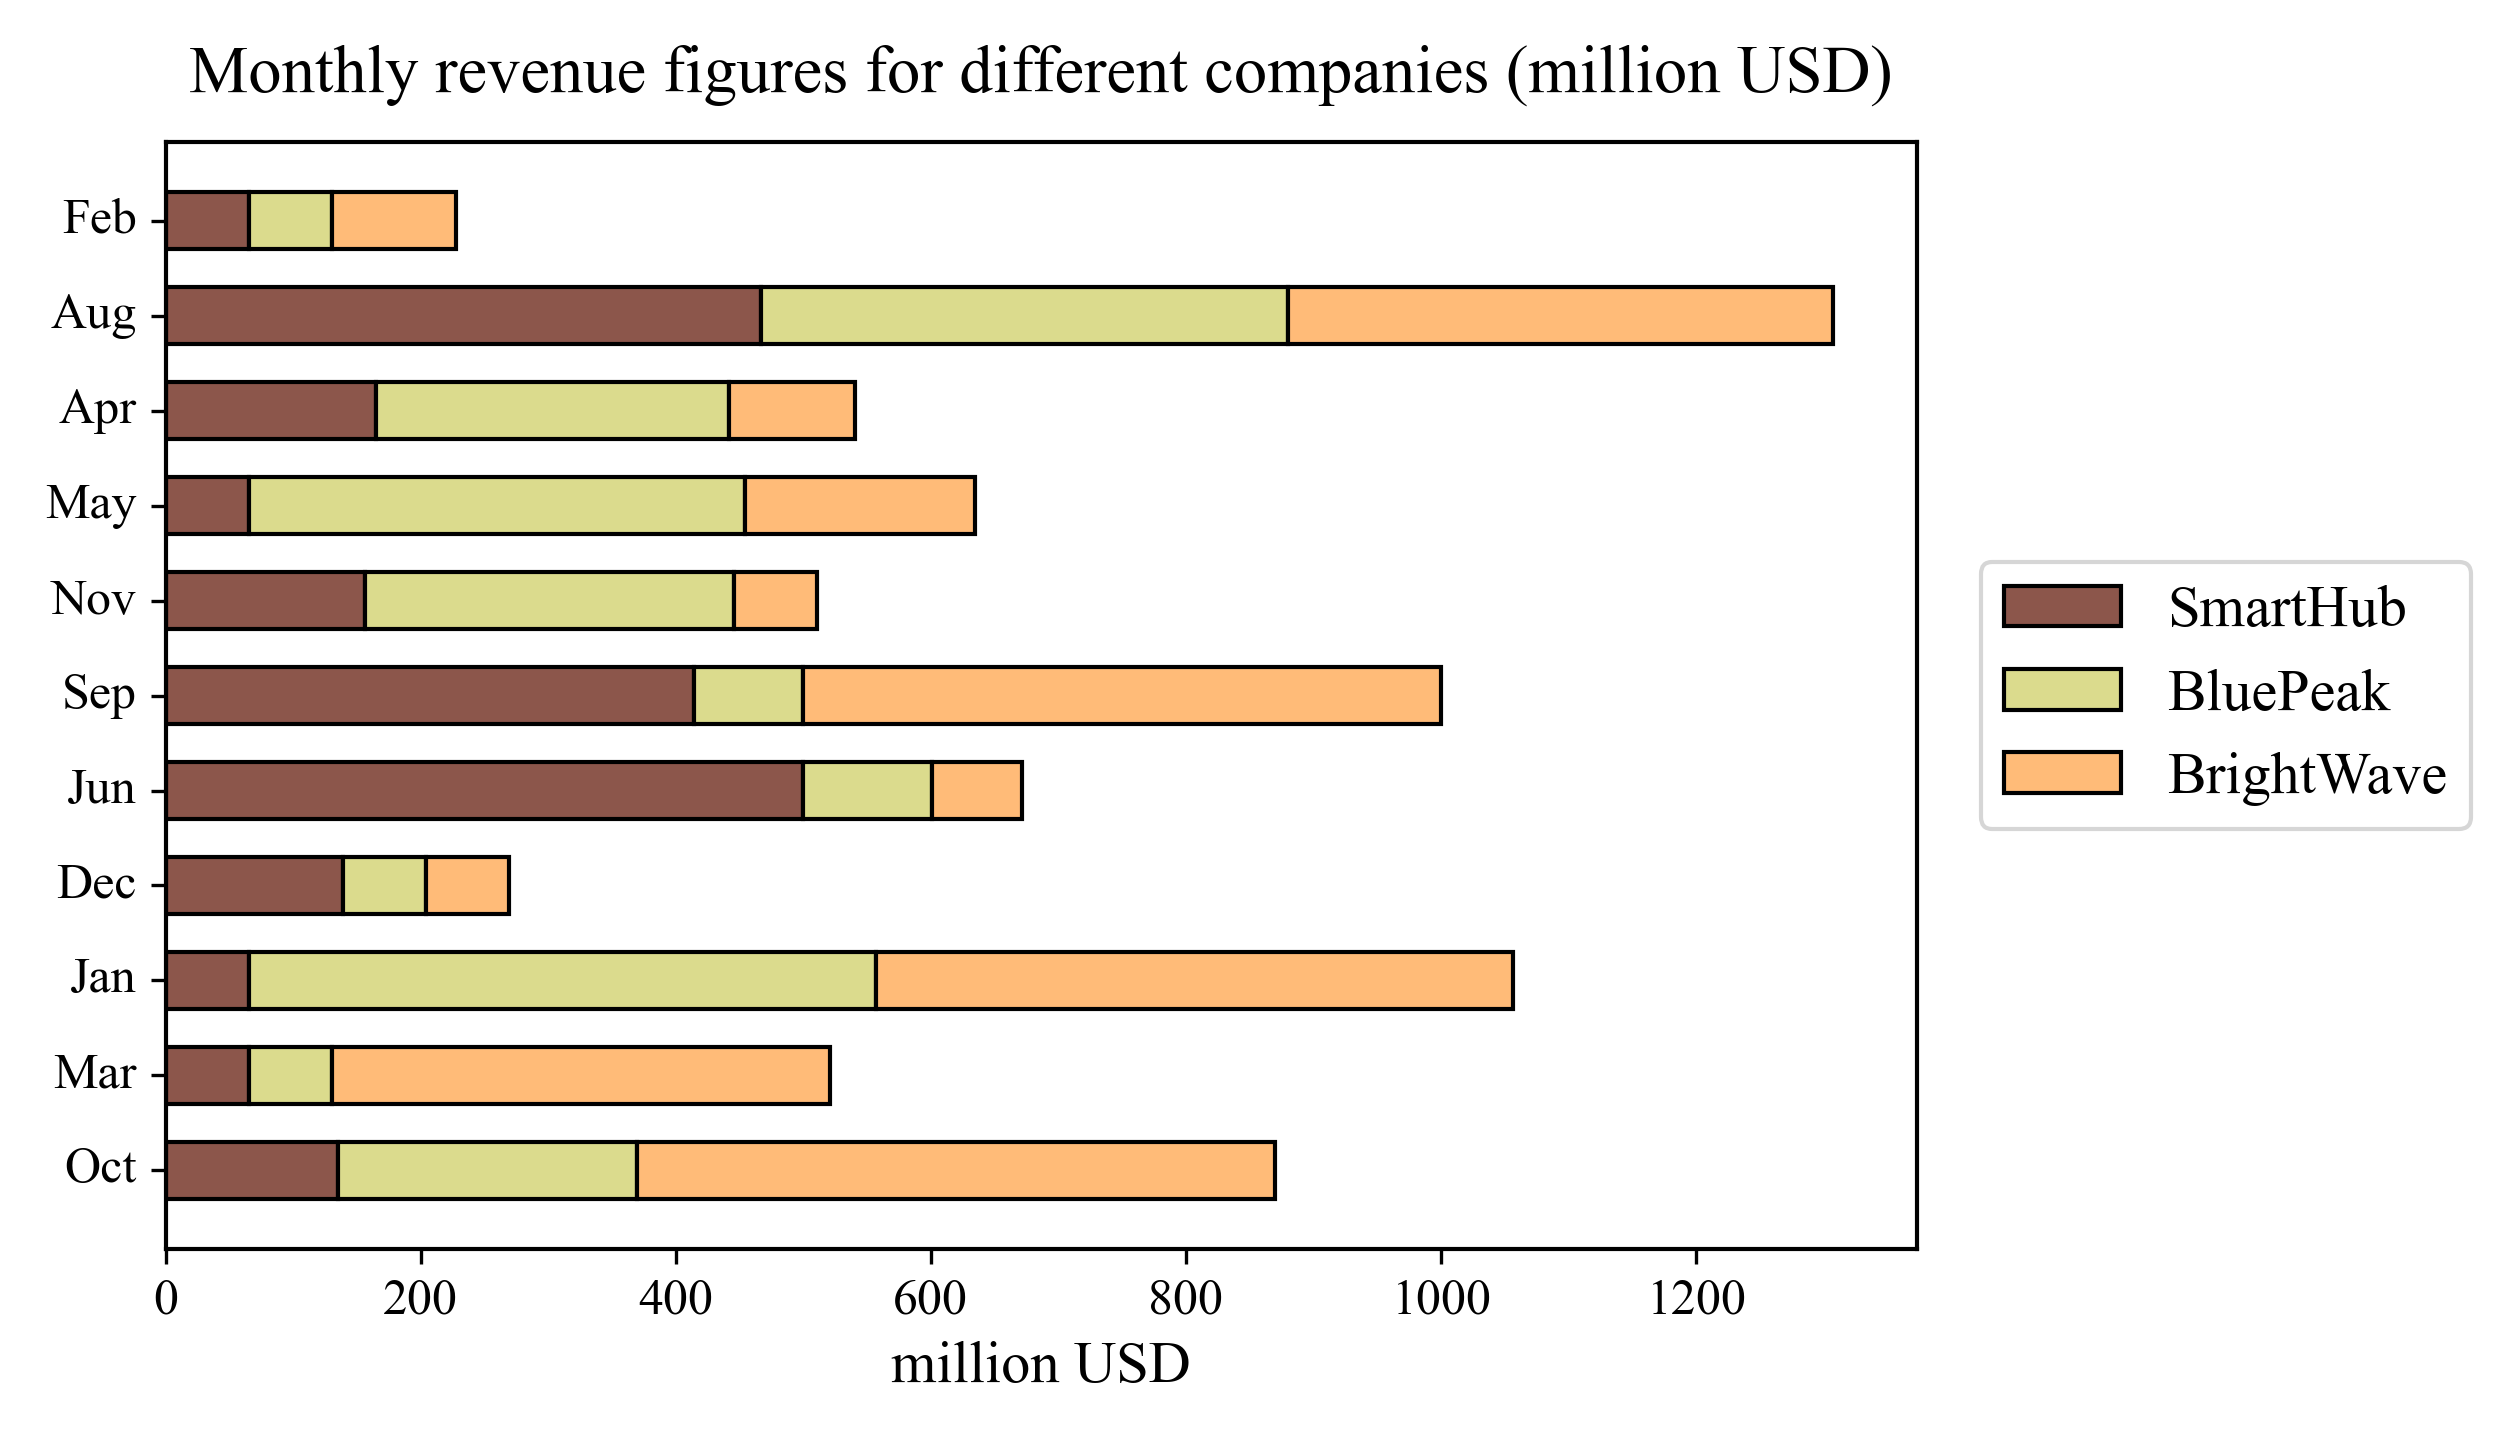 Monthly revenue figures for different companies (million USD)
Feb
Aug
Apr
May
Nov
Sep
Jun
Dec
Jan
Mar
Oct
0 200 400 600 800 1000 1200
million USD
SmartHub
BluePeak
BrightWave